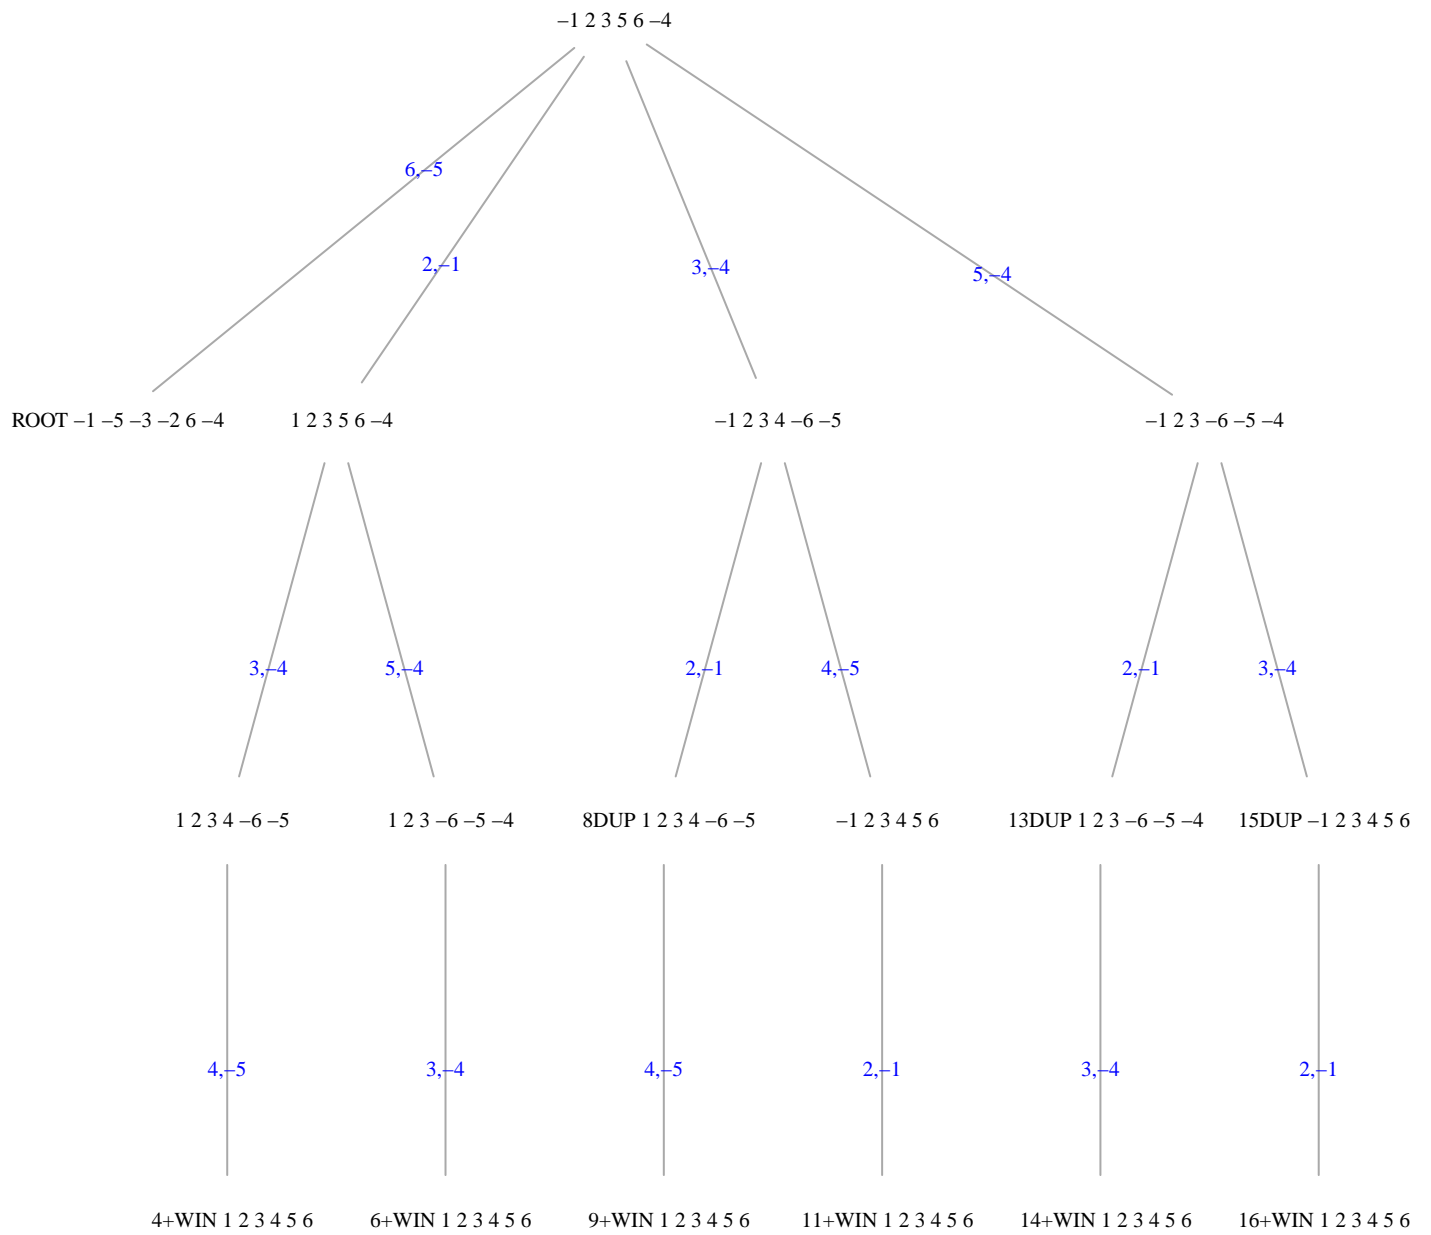 –1 2 3 5 6 –4
6,–5
2,–1
3,–4
5,–4
ROOT –1 –5 –3 –2 6 –4
1 2 3 5 6 –4
–1 2 3 4 –6 –5
–1 2 3 –6 –5 –4
3,–4
5,–4
2,–1
4,–5
2,–1
3,–4
1 2 3 4 –6 –5
1 2 3 –6 –5 –4
8DUP 1 2 3 4 –6 –5
–1 2 3 4 5 6
13DUP 1 2 3 –6 –5 –4
15DUP –1 2 3 4 5 6
4,–5
3,–4
4,–5
2,–1
3,–4
2,–1
4+WIN 1 2 3 4 5 6
6+WIN 1 2 3 4 5 6
9+WIN 1 2 3 4 5 6
11+WIN 1 2 3 4 5 6
14+WIN 1 2 3 4 5 6
16+WIN 1 2 3 4 5 6